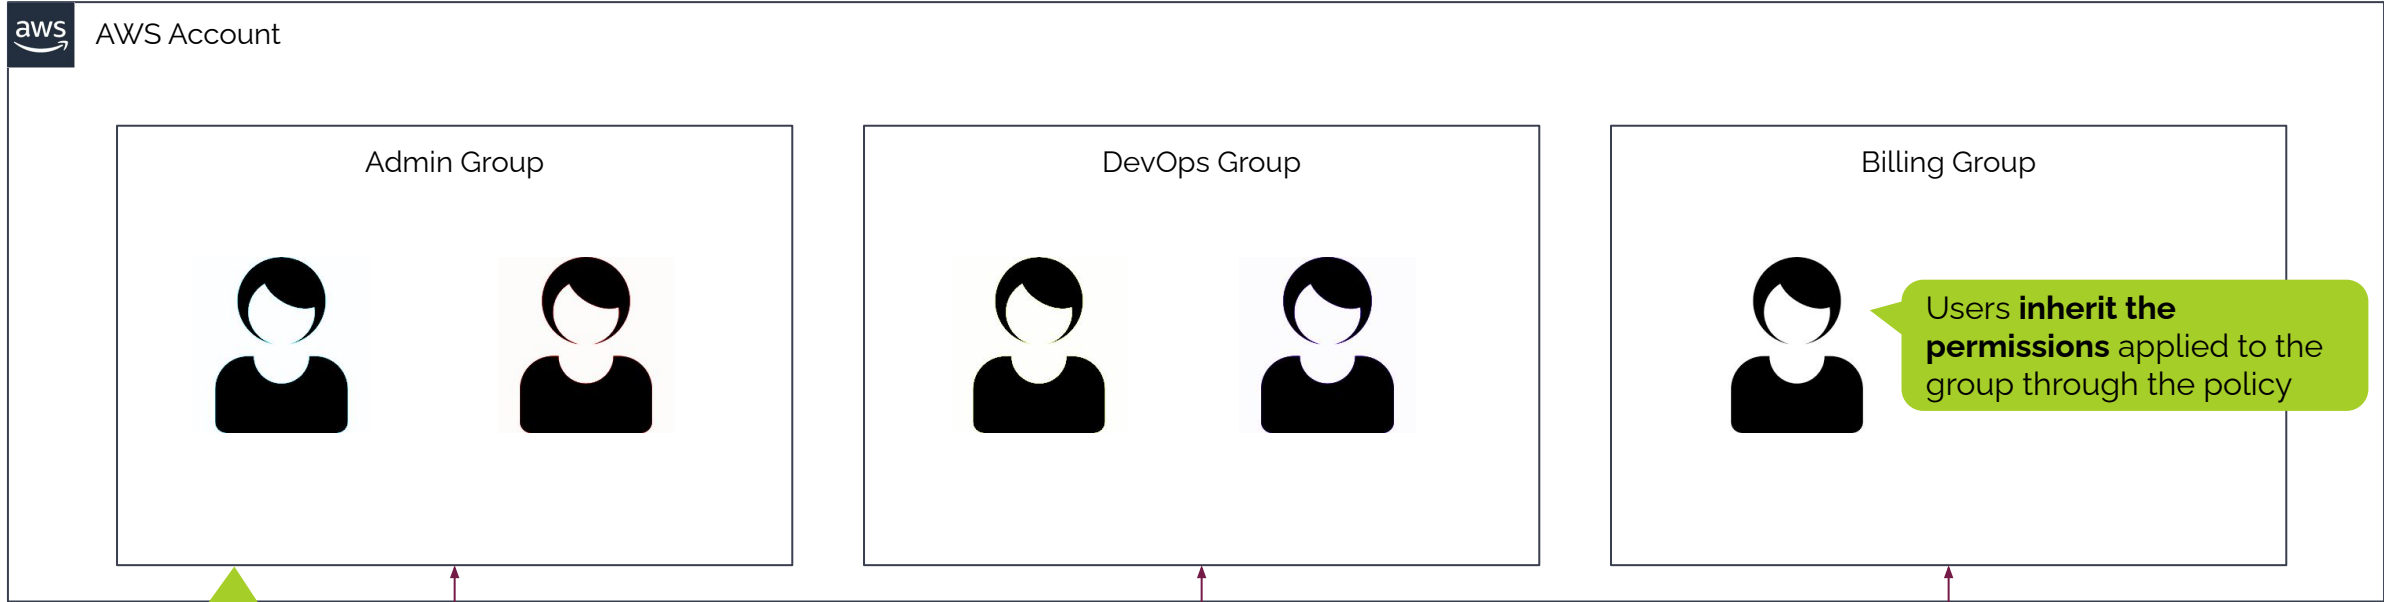 aws
AWS Account
Admin Group
DevOps Group
Billing Group
Users inherit the
permissions applied to the
group through the policy